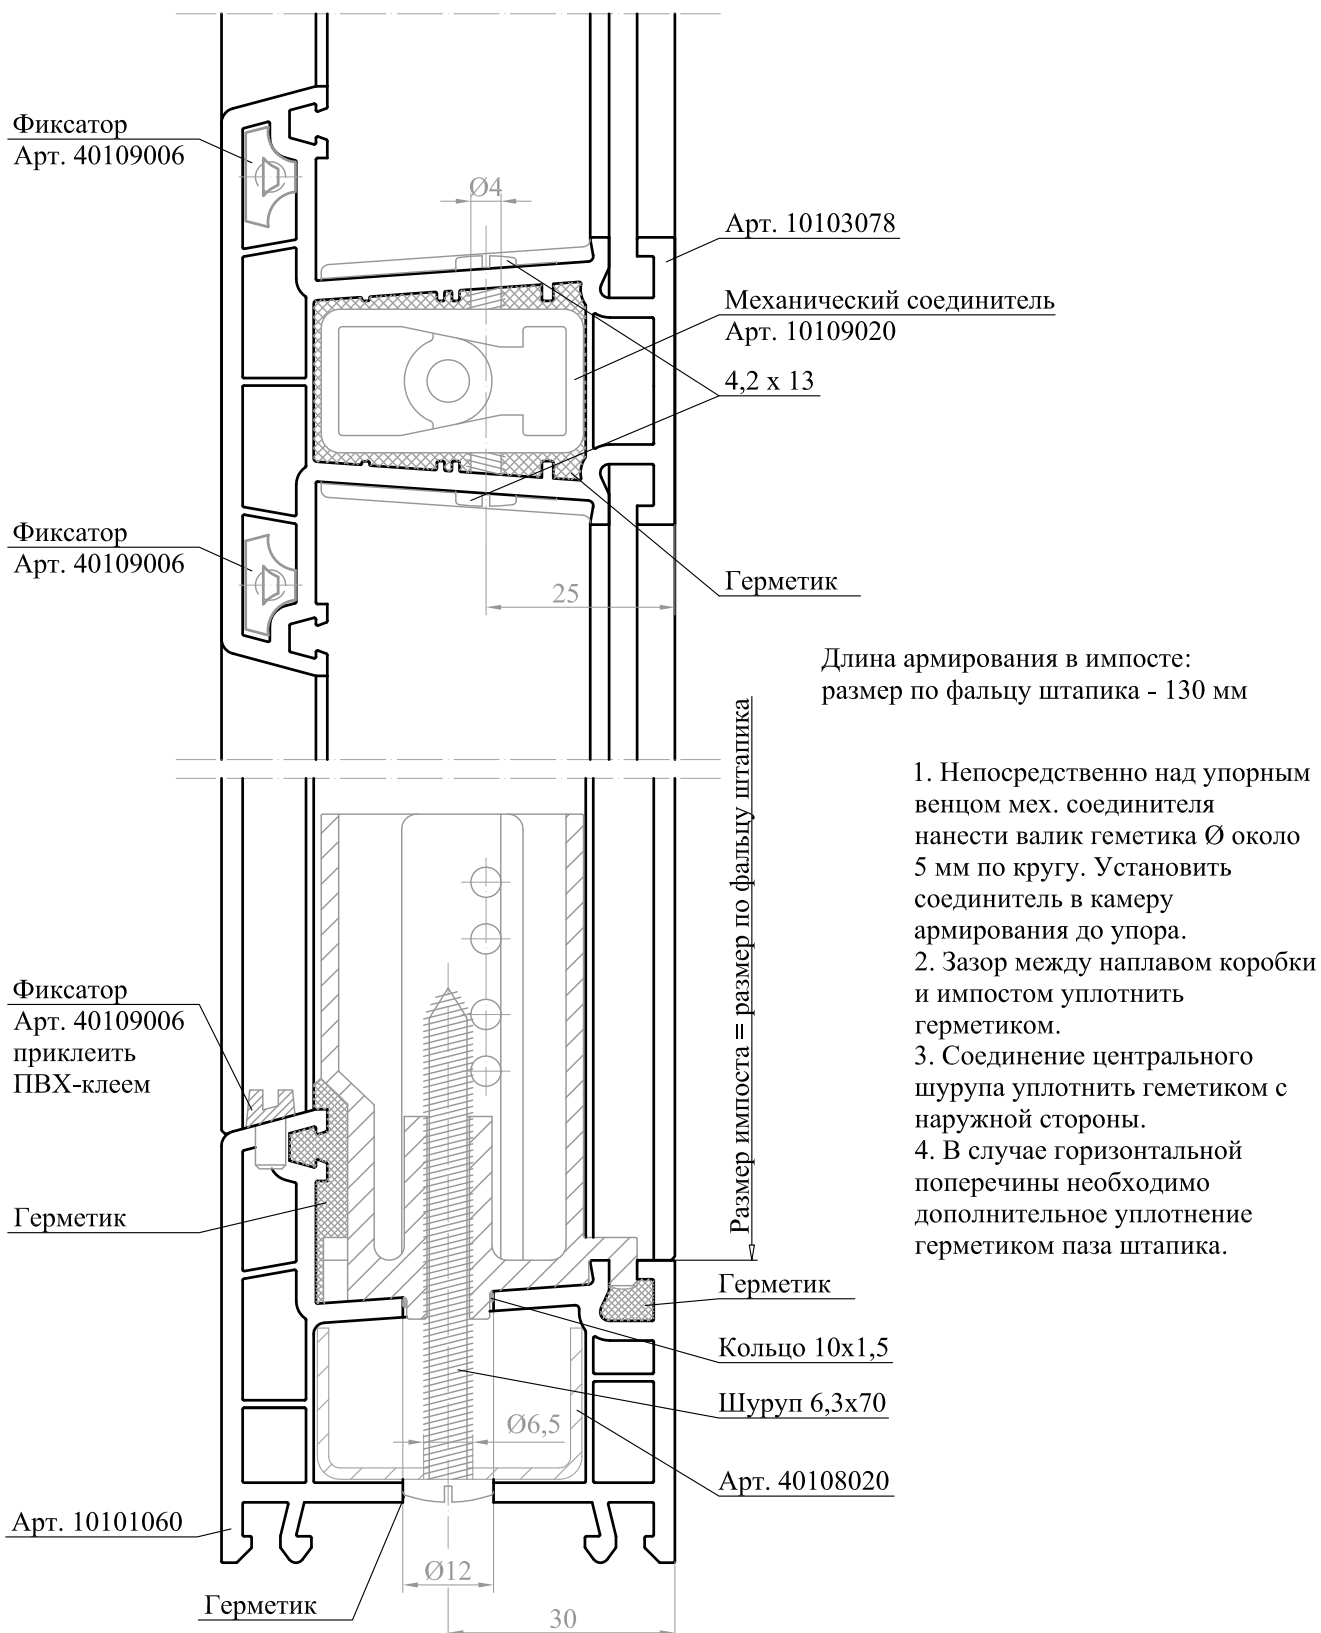 Фиксатор
Арт. 40109006
Ø4
Арт. 10103078
Механический соединитель
Арт. 10109020
4,2 x 13
Фиксатор
Арт. 40109006
Герметик
25
Длина армирования в импосте:
размер по фальцу штапика - 130 мм
Размер импоста = размер по фальцу штапика
1. Непосредственно над упорным
венцом мех. соединителя
нанести валик геметика Ø около
5 мм по кругу. Установить
соединитель в камеру
армирования до упора.
2. Зазор между наплавом коробки
и импостом уплотнить
герметиком.
3. Соединение центрального
шурупа уплотнить геметиком с
наружной стороны.
4. В случае горизонтальной
поперечины необходимо
дополнительное уплотнение
герметиком паза штапика.
Фиксатор
Арт. 40109006
приклеить
ПВХ-клеем
Герметик
Герметик
Кольцо 10x1,5
Шуруп 6,3x70
Ø6,5
Арт. 40108020
Арт. 10101060
Ø12
Герметик
30